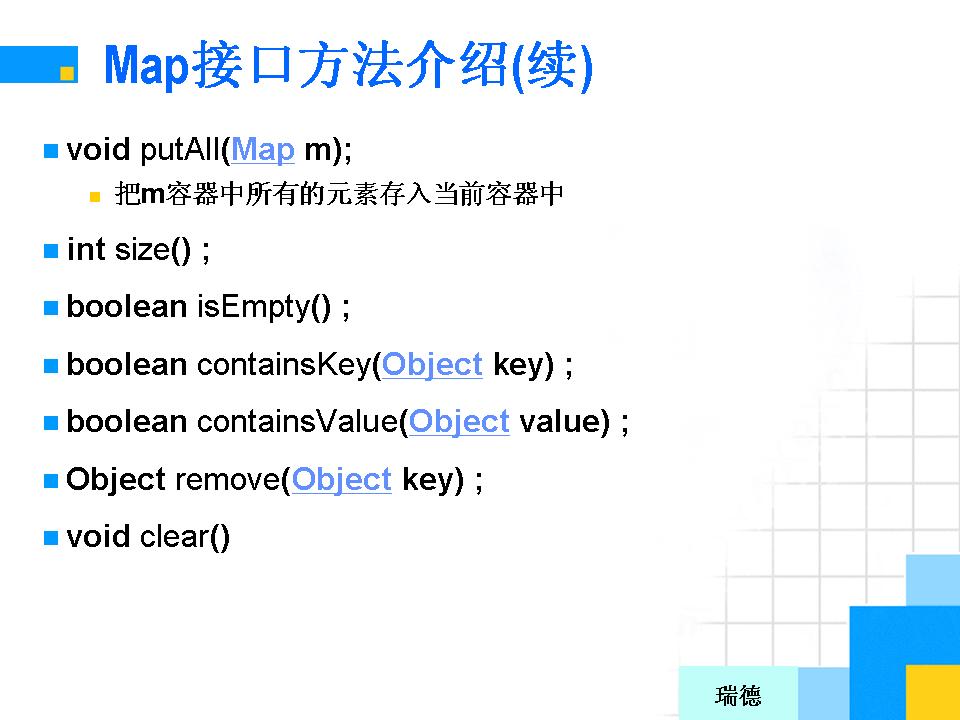 Map接口方法介绍(续)
void putAll(Map m);
把m容器中所有的元素存入当前容器中
int size() ;
boolean isEmpty() ;
boolean containsKey(Object key) ;
boolean containsValue(Object value) ;
Object remove(Object key) ;
void clear()
瑞德